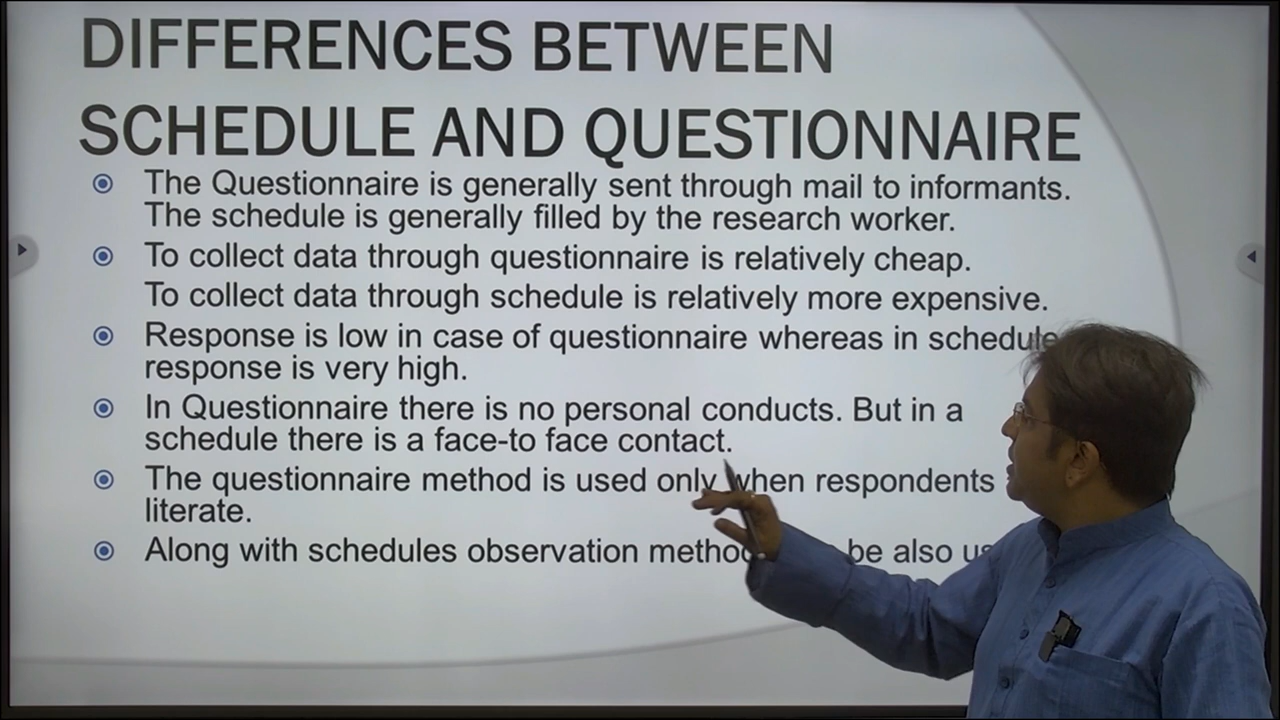 DIFFERENCES BETWEEN
SCHEDULE AND QUESTIONNAIRE
The Questionnaire is generally sent through mail to informants.
The schedule is generally filled by the research worker.
To collect data through questionnaire is relatively cheap.
To collect data through schedule is relatively more expensive.
Response is low in case of questionnaire whereas in schedule
response is very high.
In Questionnaire there is no personal conducts. But in a
schedule there is a face-to face contact.
The questionnaire method is used only when respondents
literate.
Along with schedules observation be also